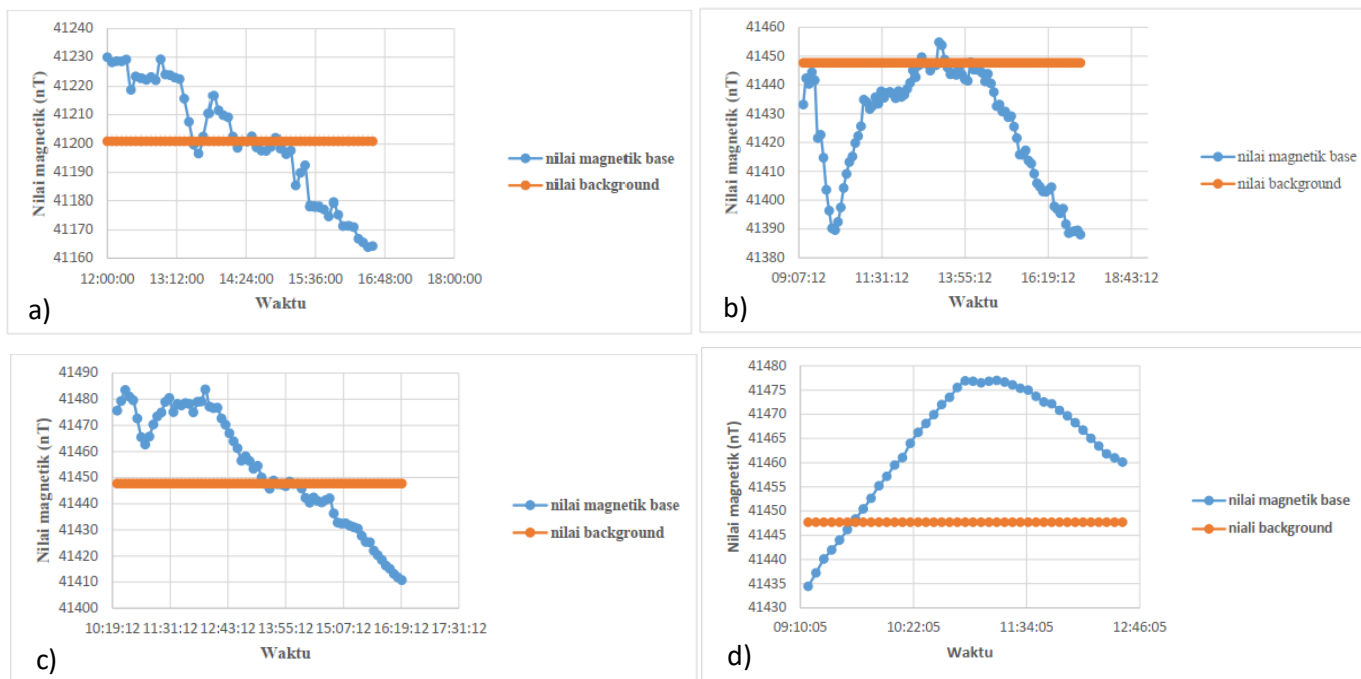 41240
41230
41220
41210
41200
41190
41180
41170
41160
12:00:00 13:12:00 14:24:00 15:36:00 16:48:00 18:00:00
Nilai magnetik (nT)
Waktu
nilai magnetik base
nilai background
a)
41460
41450
41440
41430
41420
41410
41400
41390
41380
09:07:12 11:31:12 13:55:12 16:19:12 18:43:12
Nilai magnetik (nT)
Waktu
nilai magnetik base
nilai background
b)
41490
41480
41470
41460
41450
41440
41430
41420
41410
41400
10:19:12 11:31:12 12:43:12 13:55:12 15:07:12 16:19:12 17:31:12
Nilai magnetik (nT)
Waktu
nilai magnetik base
nilai background
c)
41480
41475
41470
41465
41460
41455
41450
41445
41440
41435
41430
09:10:05 10:22:05 11:34:05 12:46:05
Nilai magnetik (nT)
Waktu
nilai magnetik base
niali background
d)